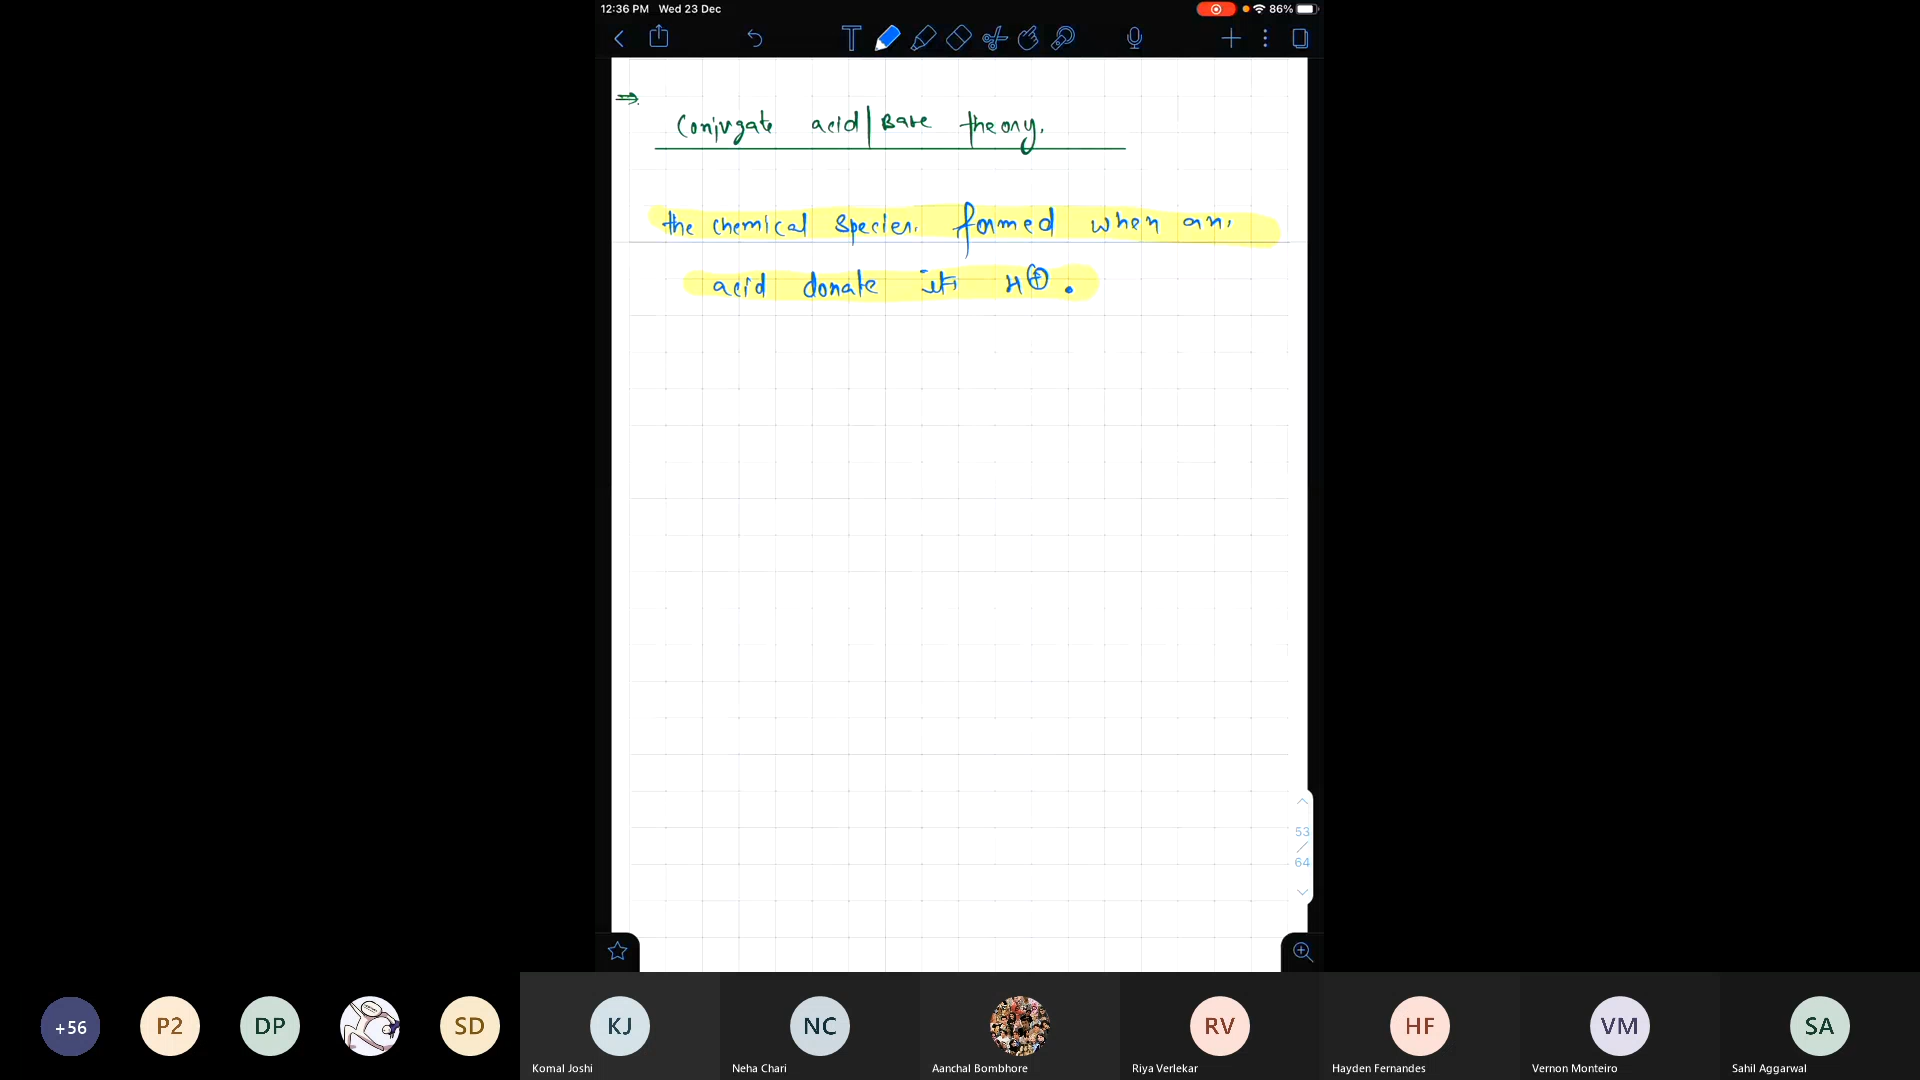 12:36 PM Wed 23 Dec
86%
Conjugate acid|Base theory.
the chemical species. formed when an.
acid donate its H⊕.
53
64
+56
P2
DP
SD
KJ
NC
RV
HF
VM
SA
Komal Joshi
Neha Chari
Aanchal Bombhore
Riya Verlekar
Hayden Fernandes
Vernon Monteiro
Sahil Aggarwal